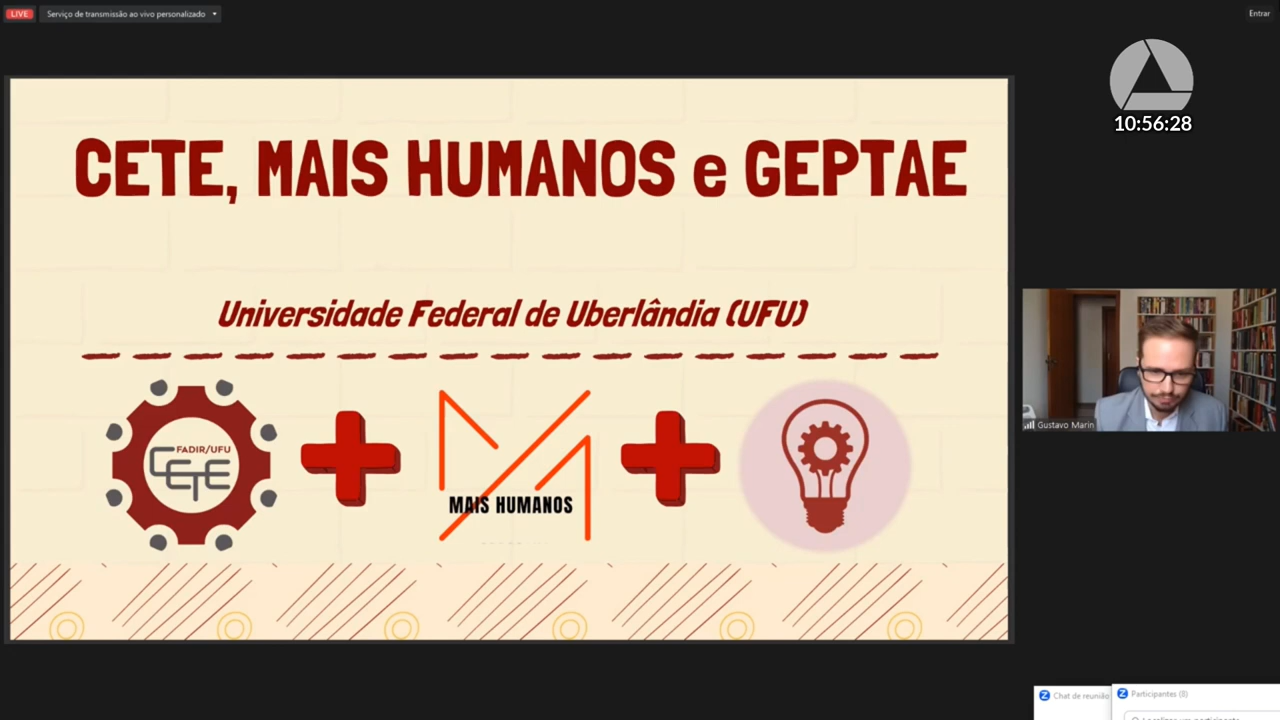 LIVE
Serviço de transmissão ao vivo personalizado
Entrar
10:56:28
CETE, MAIS HUMANOS e GEPTAE
Universidade Federal de Uberlândia (UFU)
FADIR/UFU
CETE
MAIS HUMANOS
Gustavo Marin
Chat de reunião
Participantes (8)